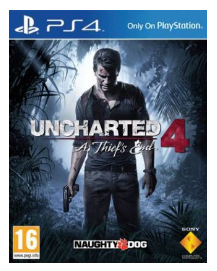 PS4
Only On PlayStation.
UNCHARTED 4
A Thief's End
16
www.pegi.info
NAUGHTY DOG
SONY